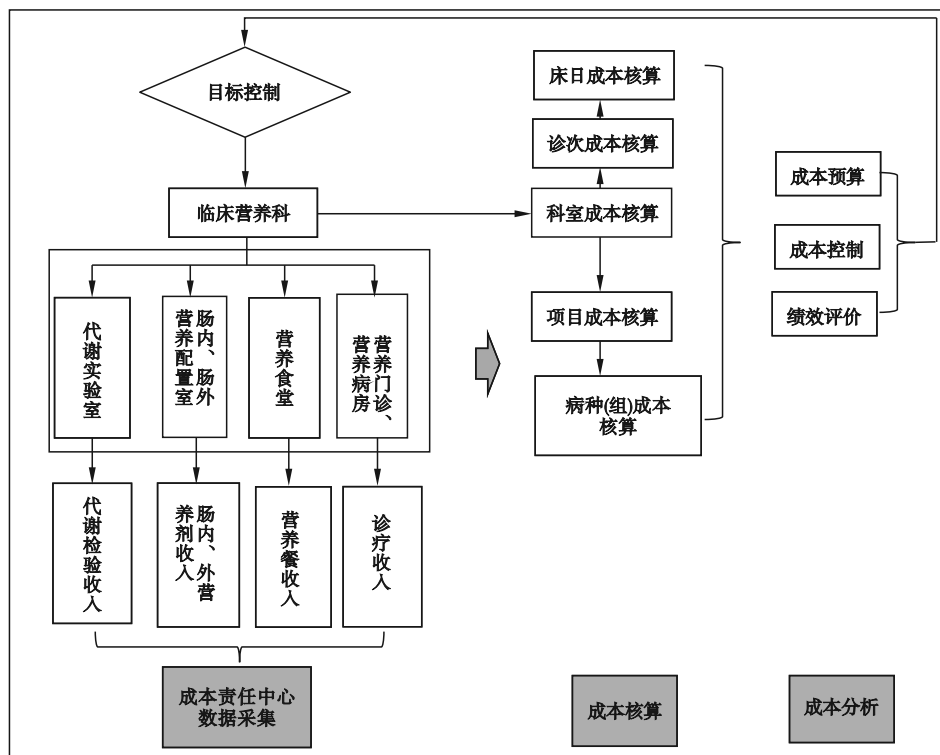 目标控制
临床营养科
代谢实验室
肠内、肠外
营养配置室
营养食堂
营养门诊、
营养病房
代谢检验收入
肠内、外营
养剂收入
营养餐收入
诊疗收入
成本责任中心
数据采集
床日成本核算
诊次成本核算
科室成本核算
项目成本核算
病种(组)成本
核算
成本核算
成本预算
成本控制
绩效评价
成本分析